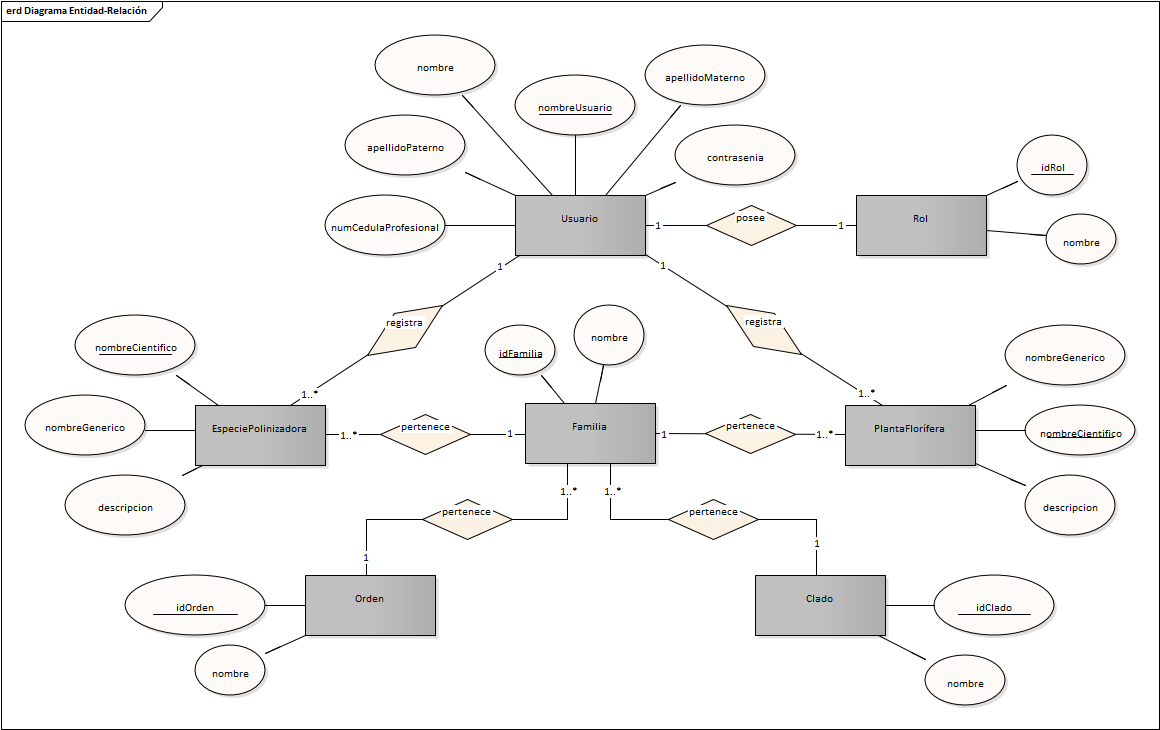 erd Diagrama Entidad-Relación
nombre
nombreUsuario
apellidoMaterno
apellidoPaterno
contrasenia
numCedulaProfesional
Usuario
1
posee
1
Rol
idRol
nombre
1
1
registra
registra
nombreCientifico
nombreGenerico
descripcion
1..*
EspeciePolinizadora
1..*
pertenece
1
idFamilia
nombre
Familia
1
pertenece
1..*
1..*
PlantaFlorífera
nombreGenerico
nombreCientifico
descripcion
1..*
1..*
pertenece
pertenece
1
1
Orden
idOrden
nombre
Clado
idClado
nombre